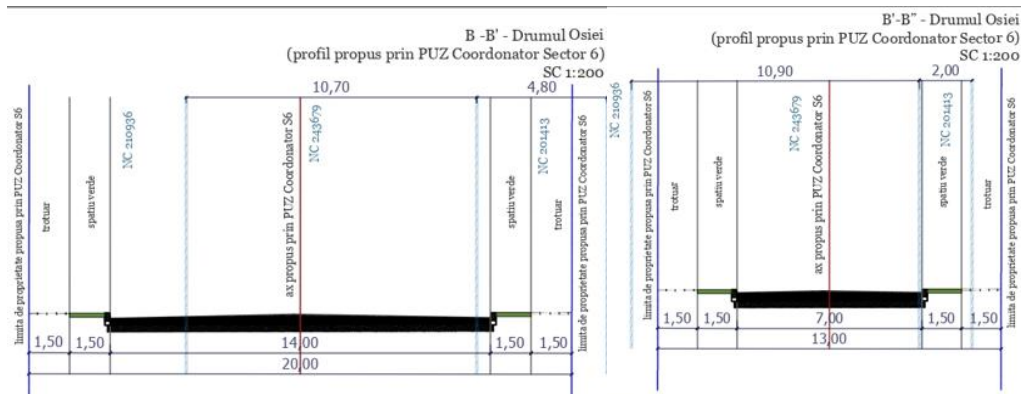 B -B' - Drumul Osiei
(profil propus prin PUZ Coordonator Sector 6)
SC 1:200
10,70
4,80
limita de proprietate propusa prin PUZ Coordonator S6
trotuar
spatiu verde
NC 210936
ax propus prin PUZ Coordonator S6
NC 243679
spatiu verde
NC 201413
trotuar
limita de proprietate propusa prin PUZ Coordonator S6
1,50
1,50
14,00
1,50
1,50
20,00
B'-B” - Drumul Osiei
(profil propus prin PUZ Coordonator Sector 6)
SC 1:200
10,90
2,00
NC 210936
limita de proprietate propusa prin PUZ Coordonator S6
trotuar
spatiu verde
NC 243679
ax propus prin PUZ Coordonator S6
spatiu verde
NC 201413
trotuar
limita de proprietate propusa prin PUZ Coordonator S6
1,50
1,50
7,00
1,50
1,50
13,00